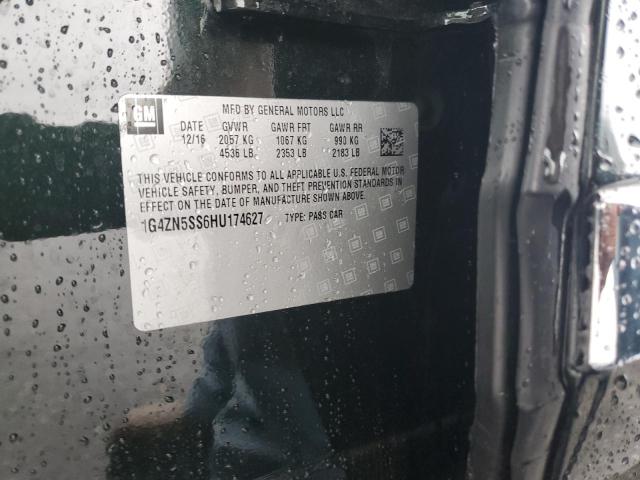 GM
MFD BY GENERAL MOTORS LLC
DATE GVWR GAWR FRT GAWR RR
12/16 2057 KG 1067 KG 990 KG
4536 LB 2353 LB 2183 LB
THIS VEHICLE CONFORMS TO ALL APPLICABLE U.S. FEDERAL MOTOR
VEHICLE SAFETY, BUMPER, AND THEFT PREVENTION STANDARDS IN
EFFECT ON THE DATE OF MANUFACTURE SHOWN ABOVE.
1G4ZN5SS6HU174627 TYPE: PASS CAR